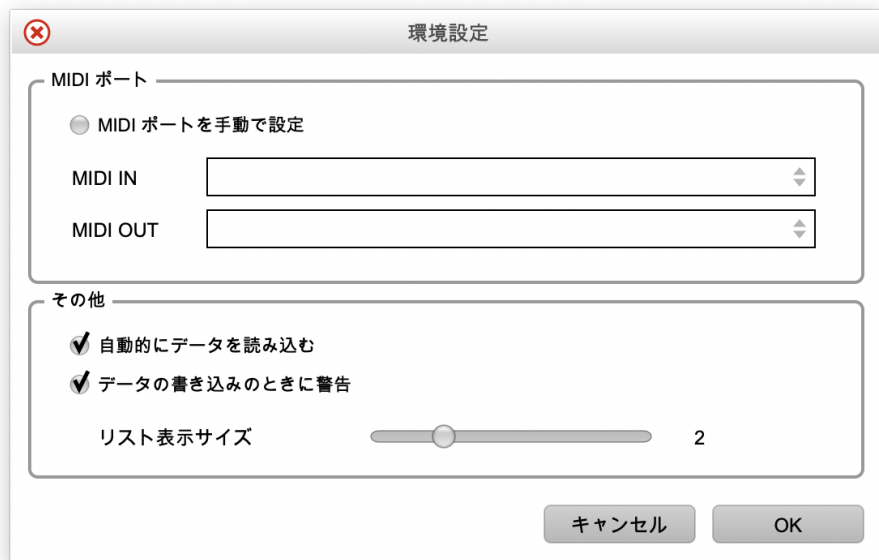 環境設定
MIDI ポート
MIDI ポートを手動で設定
MIDI IN
MIDI OUT
その他
自動的にデータを読み込む
データの書き込みのときに警告
リスト表示サイズ 2
キャンセル OK